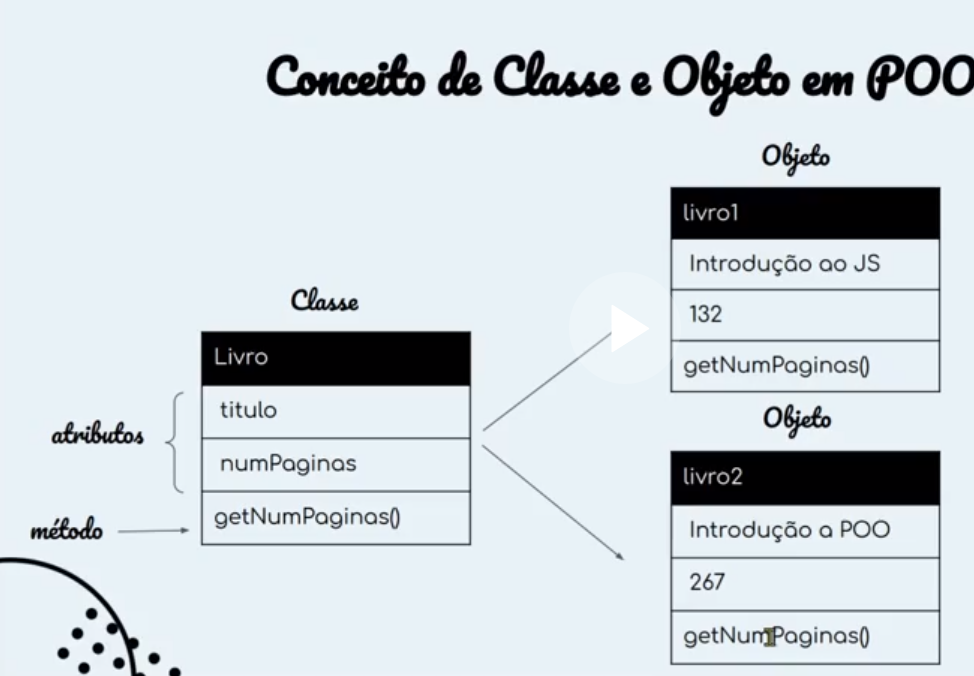 Conceito de Classe e Objeto em POO
Classe
Livro
atributos
titulo
numPaginas
método
getNumPaginas()
Objeto
livro1
Introdução ao JS
132
getNumPaginas()
Objeto
livro2
Introdução a POO
267
getNumPaginas()